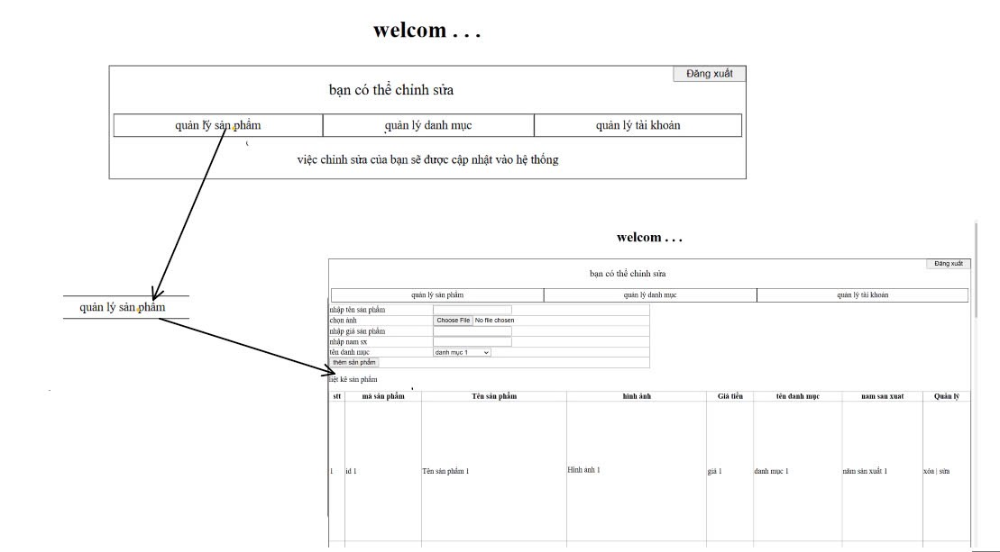 welcom . . .
Đăng xuất
bạn có thể chỉnh sửa
quản lý sản phẩm quản lý danh mục quản lý tài khoản
việc chỉnh sửa của bạn sẽ được cập nhật vào hệ thống
welcom . . .
Đăng xuất
bạn có thể chỉnh sửa
quản lý sản phẩm quản lý danh mục quản lý tài khoản
quản lý sản phẩm
nhập tên sản phẩm
chọn ảnh Choose File No file chosen
nhập giá sản phẩm
nhập nam sx
tên danh mục danh mục 1
thêm sản phẩm
liệt kê sản phẩm
stt mã sản phẩm Tên sản phẩm hình ảnh Giá tiền tên danh mục nam san xuat Quản lý
1 id 1 Tên sản phẩm 1 Hình ảnh 1 giá 1 danh mục 1 năm sản xuất 1 xóa | sửa